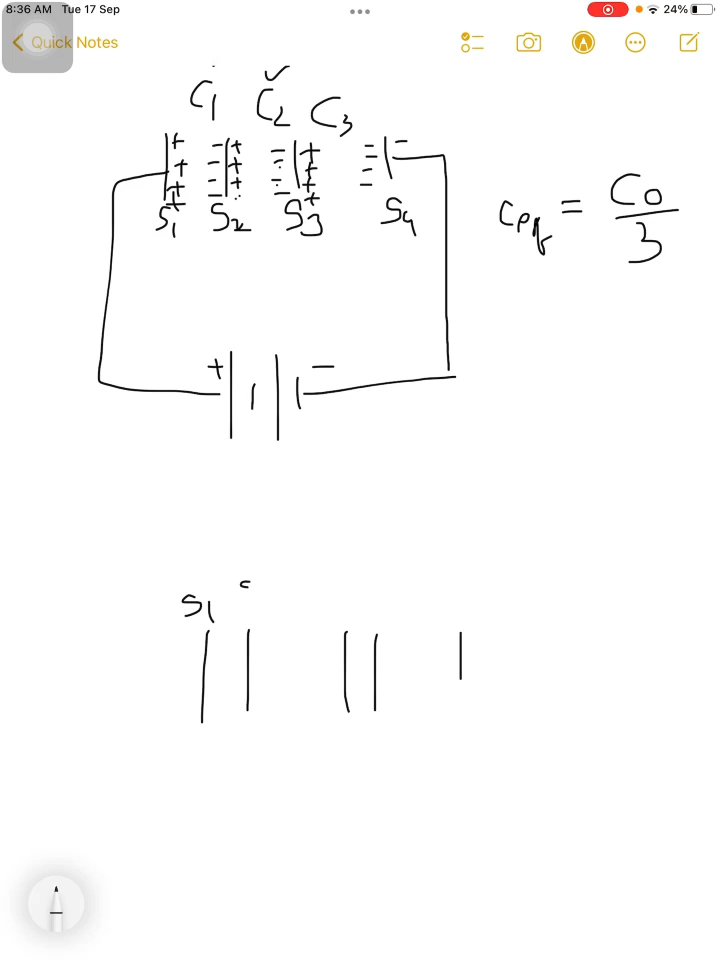 8:36 AM Tue 17 Sep
24%
Quick Notes
C1 C2 C3
+ - + - + - -
+ - + - + -
+ - + - + -
+ - - +
S1 S2 S3 S4
Ceq = C0/3
+ -
S1